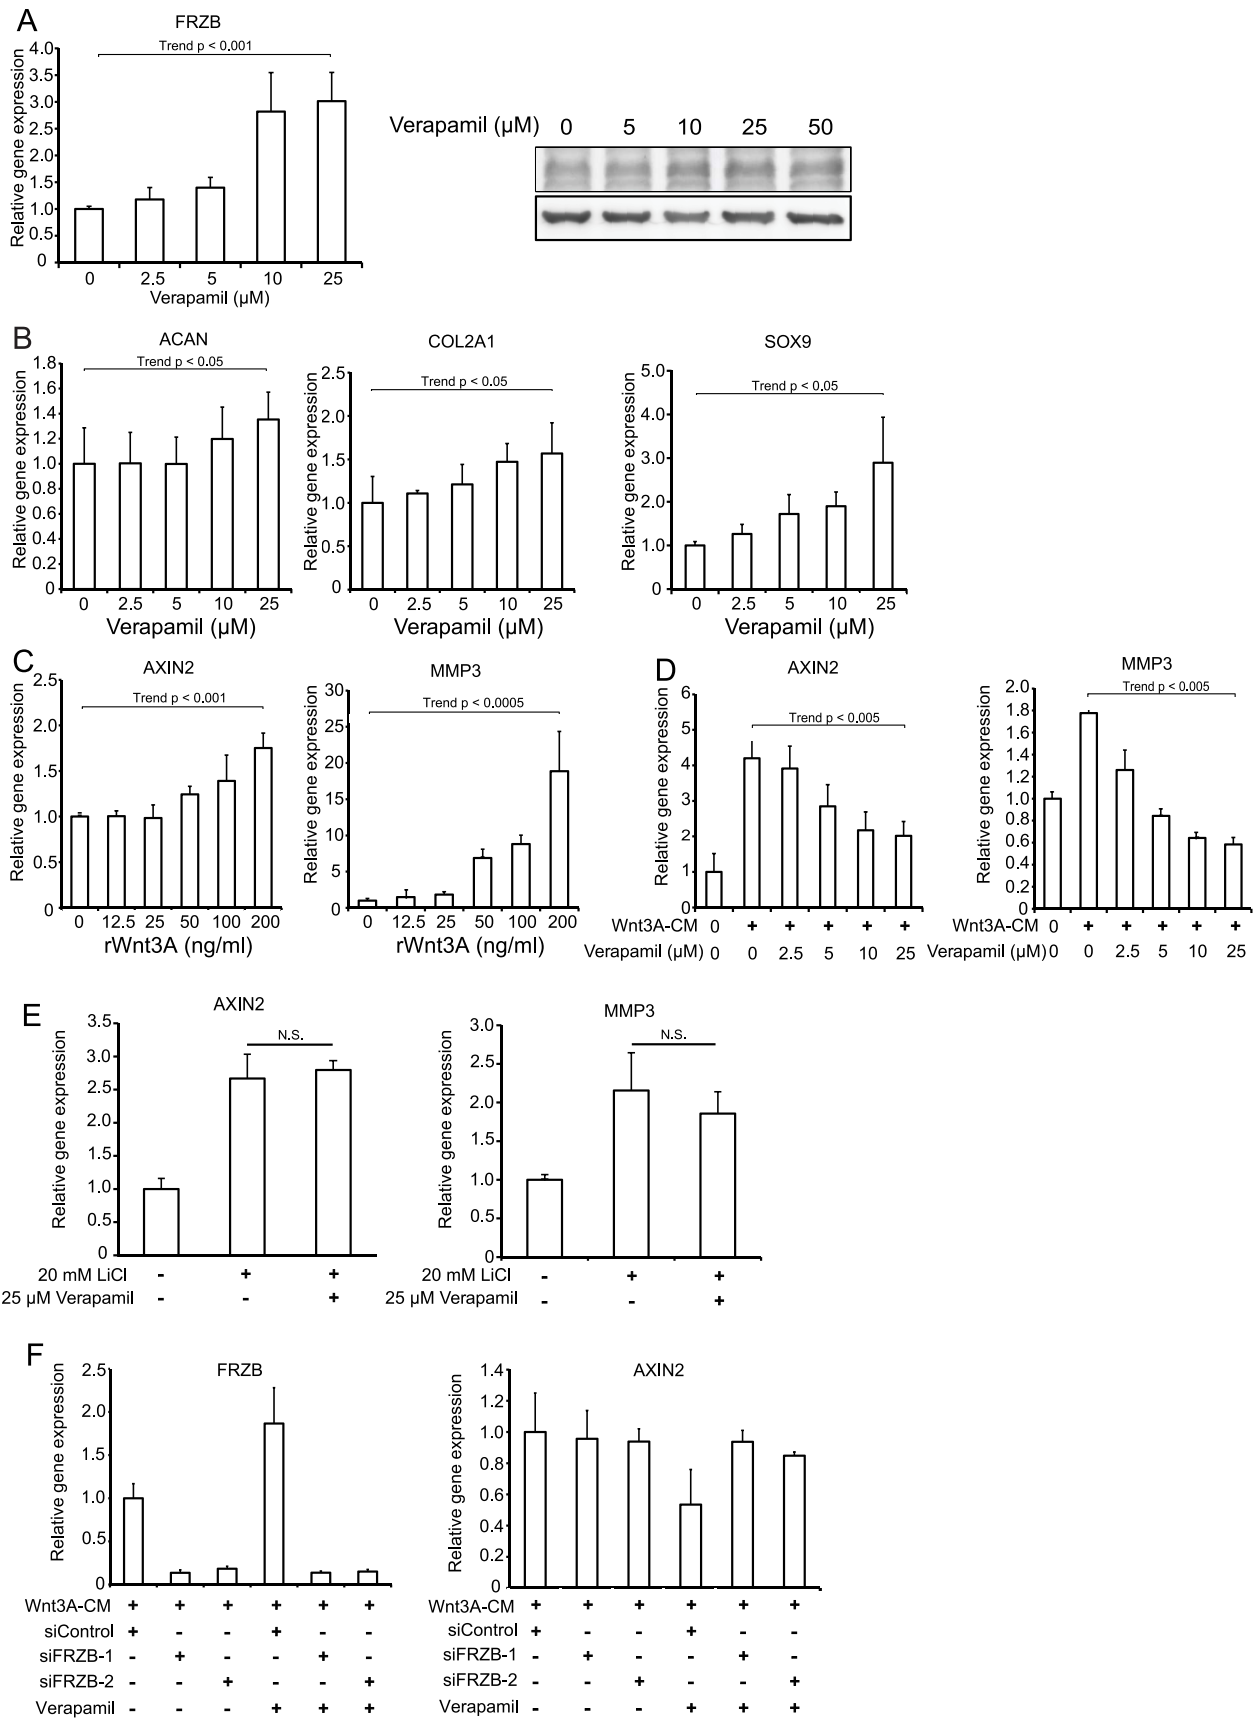 A
FRZB
Trend p < 0.001
Relative gene expression
4.0
3.5
3.0
2.5
2.0
1.5
1.0
0.5
0
0 2.5 5 10 25
Verapamil (µM)
Verapamil (µM) 0 5 10 25 50
B
ACAN
Trend p < 0.05
Relative gene expression
1.8
1.6
1.4
1.2
1.0
0.8
0.6
0.4
0.2
0
0 2.5 5 10 25
Verapamil (µM)
COL2A1
Trend p < 0.05
Relative gene expression
2.5
2.0
1.5
1.0
0.5
0
0 2.5 5 10 25
Verapamil (µM)
SOX9
Trend p < 0.05
Relative gene expression
5.0
4.0
3.0
2.0
1.0
0
0 2.5 5 10 25
Verapamil (µM)
C
AXIN2
Trend p < 0.001
Relative gene expression
2.5
2.0
1.5
1.0
0.5
0
0 12.5 25 50 100 200
rWnt3A (ng/ml)
MMP3
Trend p < 0.0005
Relative gene expression
30
25
20
15
10
5
0
0 12.5 25 50 100 200
rWnt3A (ng/ml)
D
AXIN2
Trend p < 0.005
Relative gene expression
6
5
4
3
2
1
0
Wnt3A-CM 0 + + + + +
Verapamil (µM) 0 0 2.5 5 10 25
MMP3
Trend p < 0.005
Relative gene expression
2.0
1.8
1.6
1.4
1.2
1.0
0.8
0.6
0.4
0.2
0
Wnt3A-CM 0 + + + + +
Verapamil (µM) 0 0 2.5 5 10 25
E
AXIN2
N.S.
Relative gene expression
3.5
3.0
2.5
2.0
1.5
1.0
0.5
0
20 mM LiCl - + +
25 µM Verapamil - - +
MMP3
N.S.
Relative gene expression
3.0
2.5
2.0
1.5
1.0
0.5
0
20 mM LiCl - + +
25 µM Verapamil - - +
F
FRZB
Relative gene expression
2.5
2.0
1.5
1.0
0.5
0
Wnt3A-CM + + + + + +
siControl + - - + - -
siFRZB-1 - + - - + -
siFRZB-2 - - + - - +
Verapamil - - - + + +
AXIN2
Relative gene expression
1.4
1.2
1.0
0.8
0.6
0.4
0.2
0
Wnt3A-CM + + + + + +
siControl + - - + - -
siFRZB-1 - + - - + -
siFRZB-2 - - + - - +
Verapamil - - - + + +